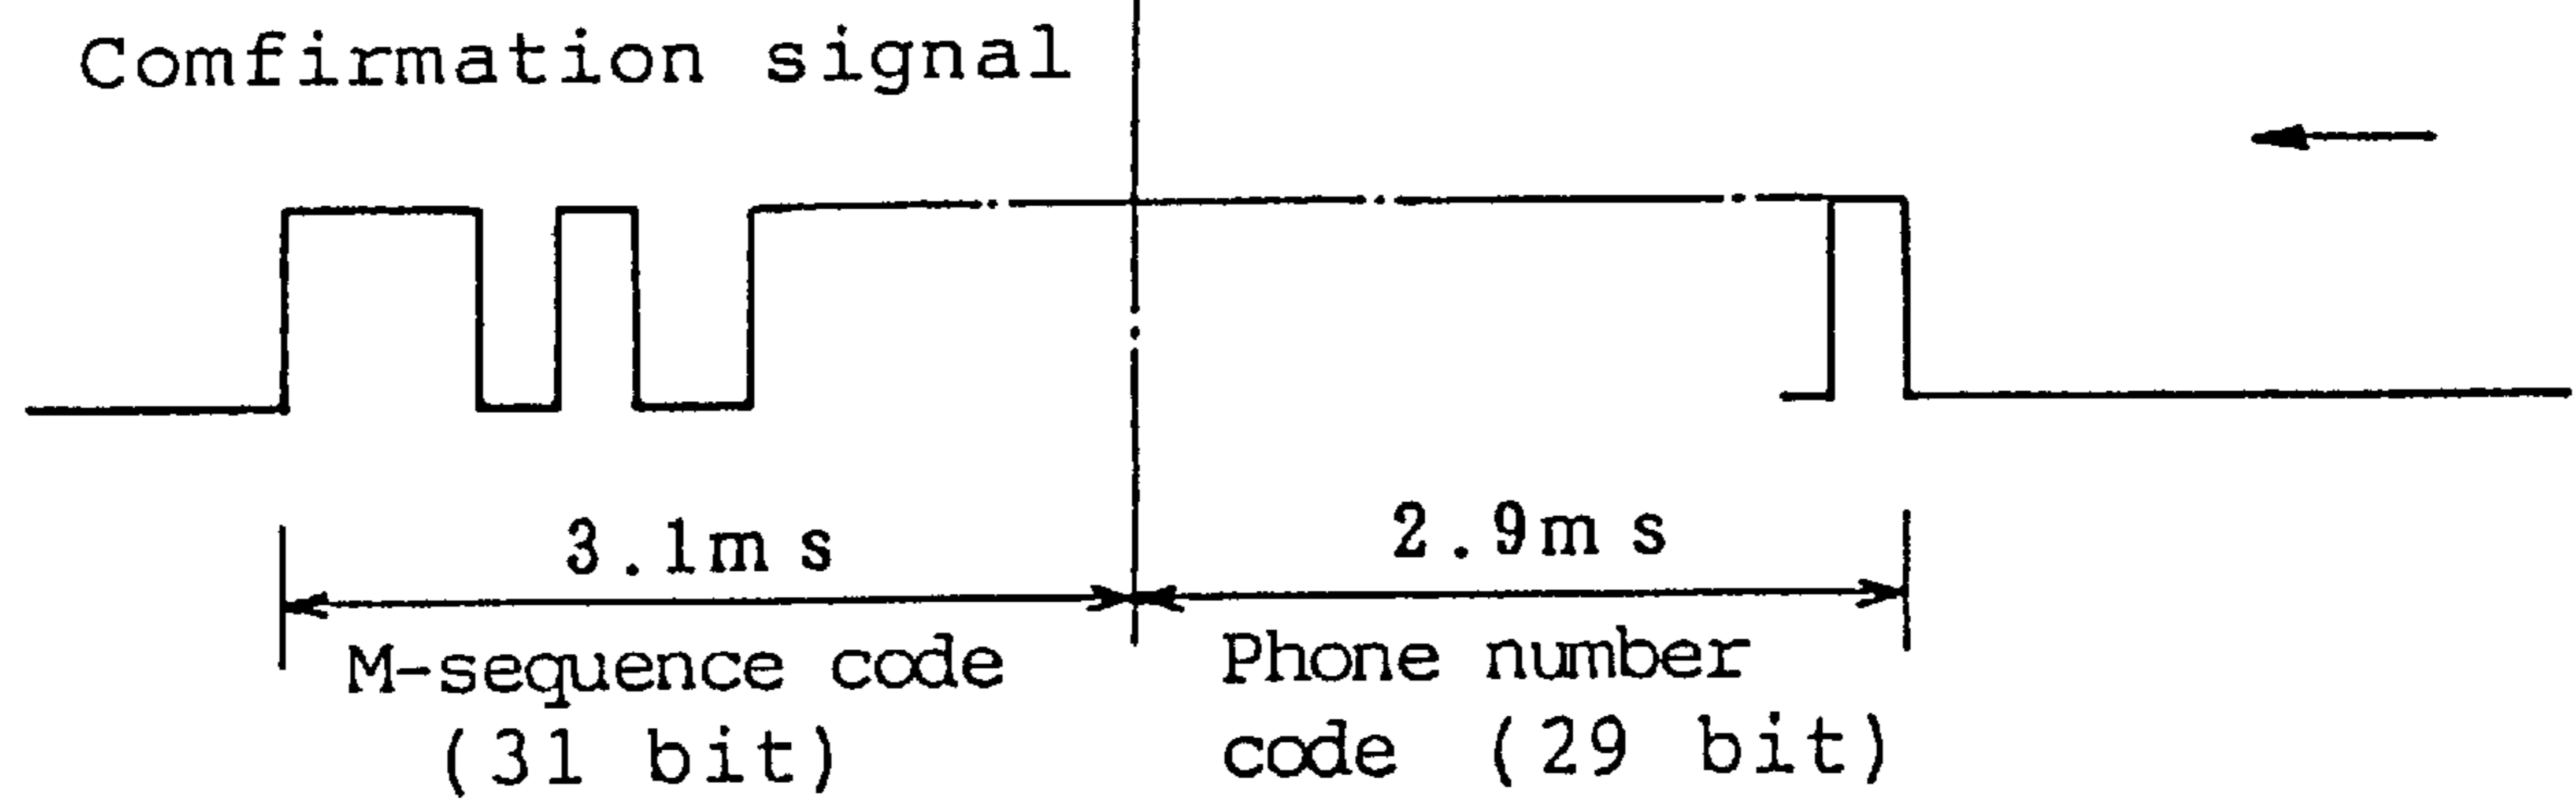 Comfirmation signal
3.1ms
2.9ms
M-sequence code
(31 bit)
Phone number
code (29 bit)